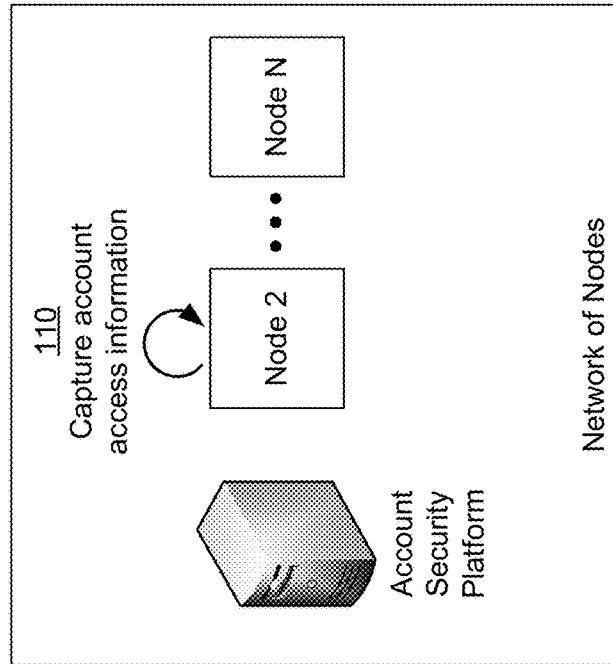 110
Capture account
access information
Node 2
Node N
Account
Security
Platform
Network of Nodes